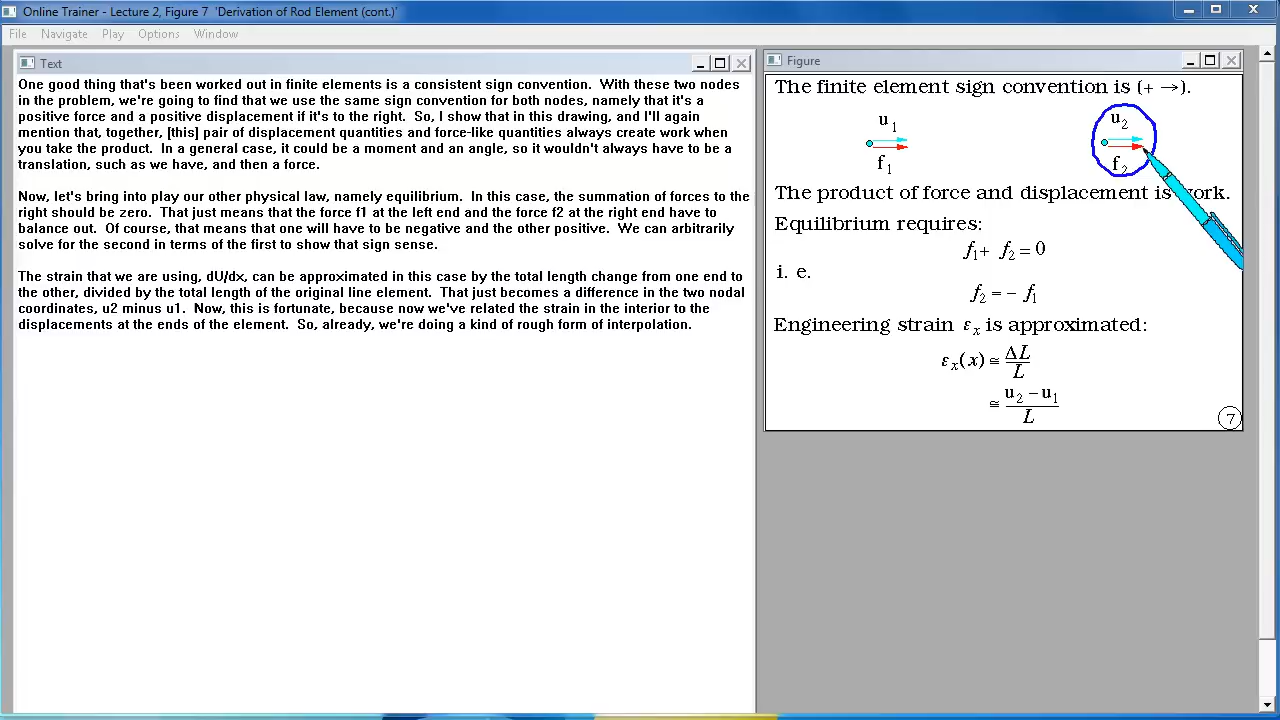 Online Trainer - Lecture 2, Figure 7 'Derivation of Rod Element (cont.)'
File Navigate Play Options Window
Text
One good thing that's been worked out in finite elements is a consistent sign convention. With these two nodes
in the problem, we're going to find that we use the same sign convention for both nodes, namely that it's a
positive force and a positive displacement if it's to the right. So, I show that in this drawing, and I'll again
mention that, together, [this] pair of displacement quantities and force-like quantities always create work when
you take the product. In a general case, it could be a moment and an angle, so it wouldn't always have to be a
translation, such as we have, and then a force.
Now, let's bring into play our other physical law, namely equilibrium. In this case, the summation of forces to the
right should be zero. That just means that the force f1 at the left end and the force f2 at the right end have to
balance out. Of course, that means that one will have to be negative and the other positive. We can arbitrarily
solve for the second in terms of the first to show that sign sense.
The strain that we are using, dU/dx, can be approximated in this case by the total length change from one end to
the other, divided by the total length of the original line element. That just becomes a difference in the two nodal
coordinates, u2 minus u1. Now, this is fortunate, because now we've related the strain in the interior to the
displacements at the ends of the element. So, already, we're doing a kind of rough form of interpolation.
Figure
The finite element sign convention is (+ →).
u1 u2
f1 f2
The product of force and displacement is work.
Equilibrium requires:
f1+ f2 = 0
i. e.
f2 = − f1
Engineering strain εx is approximated:
εx(x) ≅ ΔL / L
≅ u2 − u1 / L
7